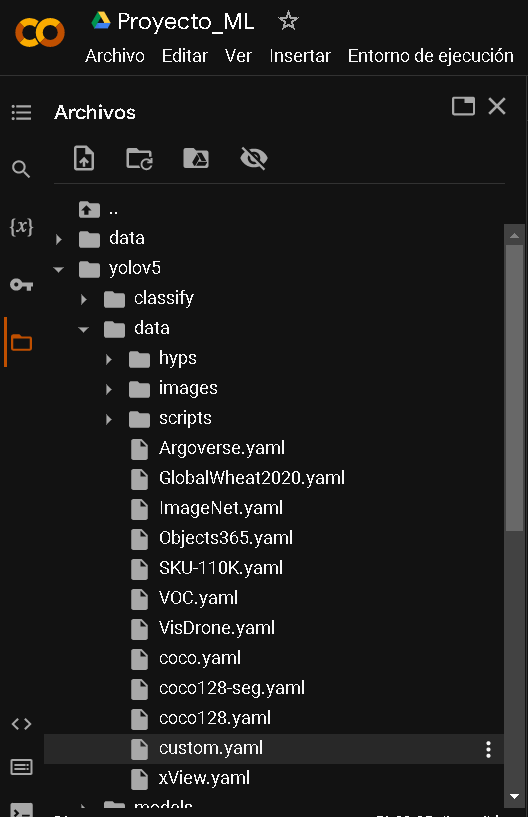 Proyecto_ML
Archivo Editar Ver Insertar Entorno de ejecución
Archivos
..
data
{x}
yolov5
classify
data
hyps
images
scripts
Argoverse.yaml
GlobalWheat2020.yaml
ImageNet.yaml
Objects365.yaml
SKU-110K.yaml
VOC.yaml
VisDrone.yaml
coco.yaml
coco128-seg.yaml
coco128.yaml
custom.yaml
xView.yaml
models